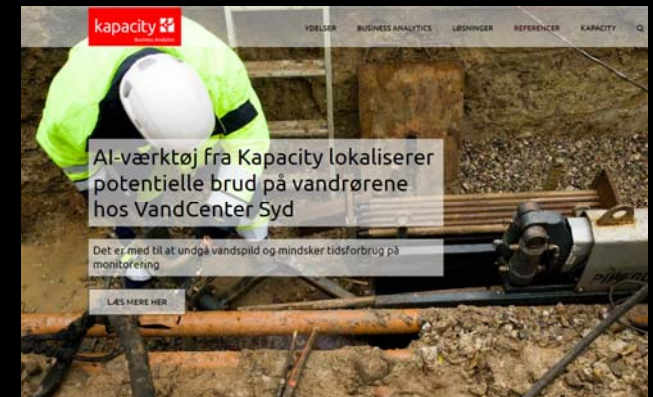 kapacity
Business Analytics
YDELSER BUSINESS ANALYTICS LØSNINGER REFERENCER KAPACITY
AI-værktøj fra Kapacity lokaliserer
potentielle brud på vandrørene
hos VandCenter Syd
Det er med til at undgå vandspild og mindsker tidsforbrug på
monitorering
LÆS MERE HER